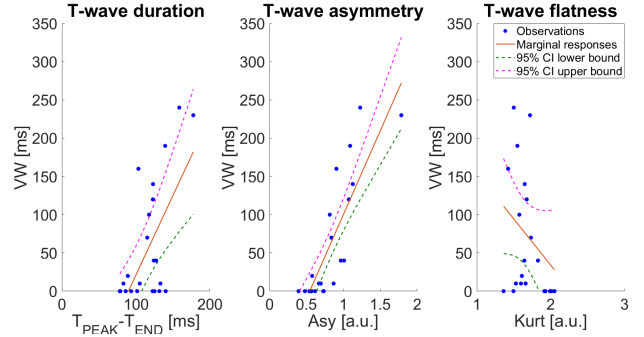 T-wave duration
VW [ms]
350
300
250
200
150
100
50
0
0
100
200
T_PEAK-T_END [ms]
T-wave asymmetry
VW [ms]
350
300
250
200
150
100
50
0
0
0.5
1
1.5
2
Asy [a.u.]
T-wave flatness
Observations
Marginal responses
95% CI lower bound
95% CI upper bound
VW [ms]
350
300
250
200
150
100
50
0
1
2
3
Kurt [a.u.]